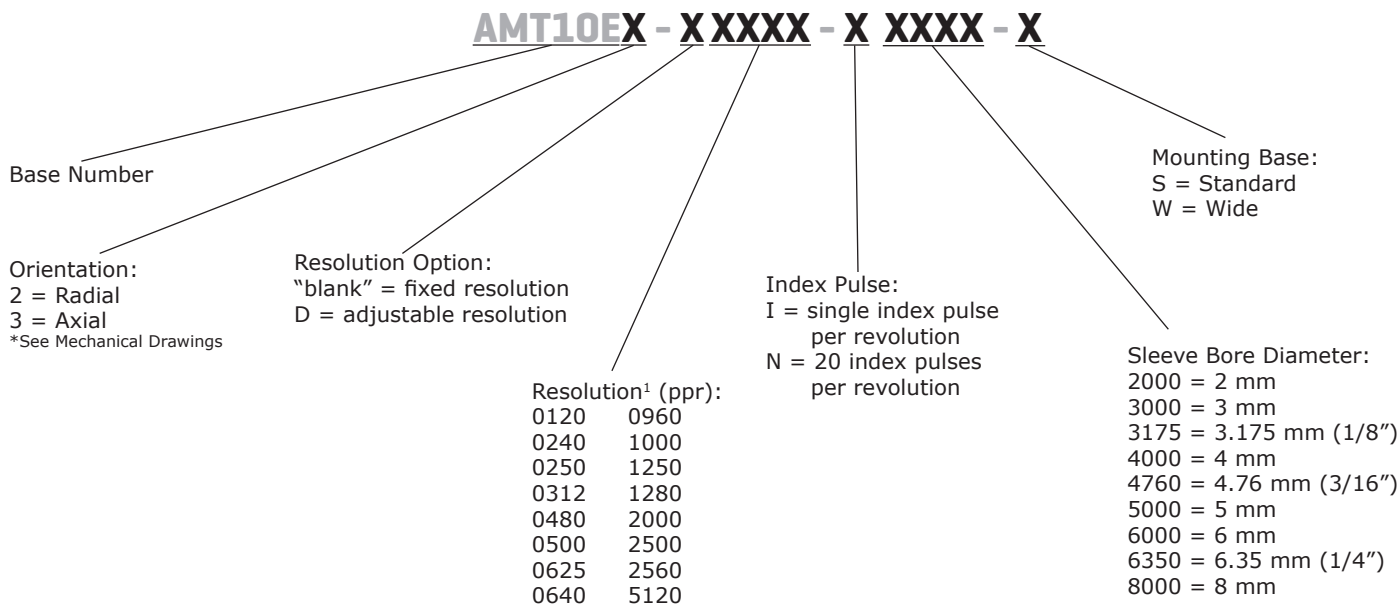 AMT10EX - X XXXX - X XXXX - X
Base Number
Orientation:
2 = Radial
3 = Axial
*See Mechanical Drawings
Resolution Option:
“blank” = fixed resolution
D = adjustable resolution
Resolution¹ (ppr):
0120 0960
0240 1000
0250 1250
0312 1280
0480 2000
0500 2500
0625 2560
0640 5120
Index Pulse:
I = single index pulse
per revolution
N = 20 index pulses
per revolution
Sleeve Bore Diameter:
2000 = 2 mm
3000 = 3 mm
3175 = 3.175 mm (1/8”)
4000 = 4 mm
4760 = 4.76 mm (3/16”)
5000 = 5 mm
6000 = 6 mm
6350 = 6.35 mm (1/4”)
8000 = 8 mm
Mounting Base:
S = Standard
W = Wide